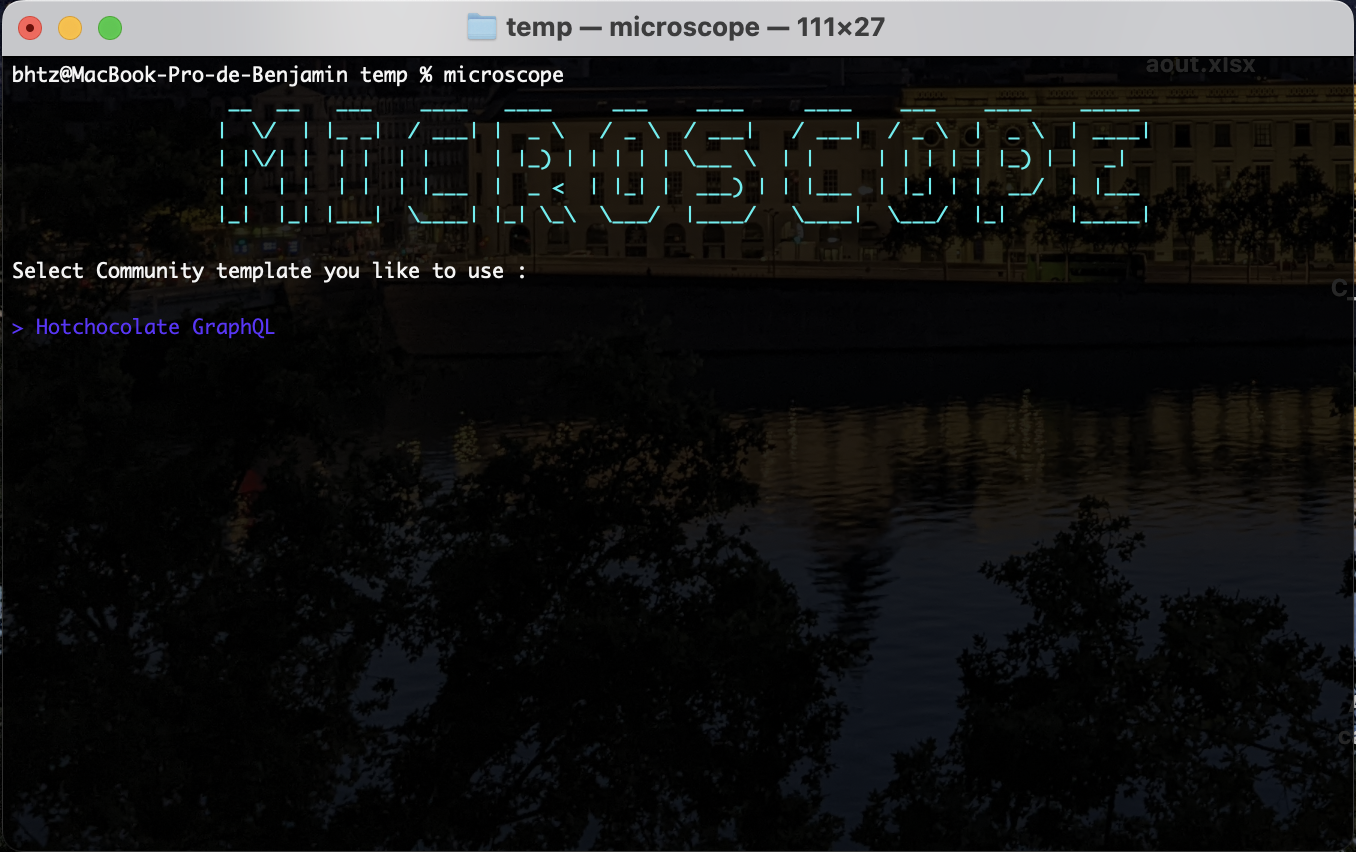 temp — microscope — 111×27
aout.xlsx
bhtz@MacBook-Pro-de-Benjamin temp % microscope
MICROSCOPE
Select Community template you like to use :
> Hotchocolate GraphQL